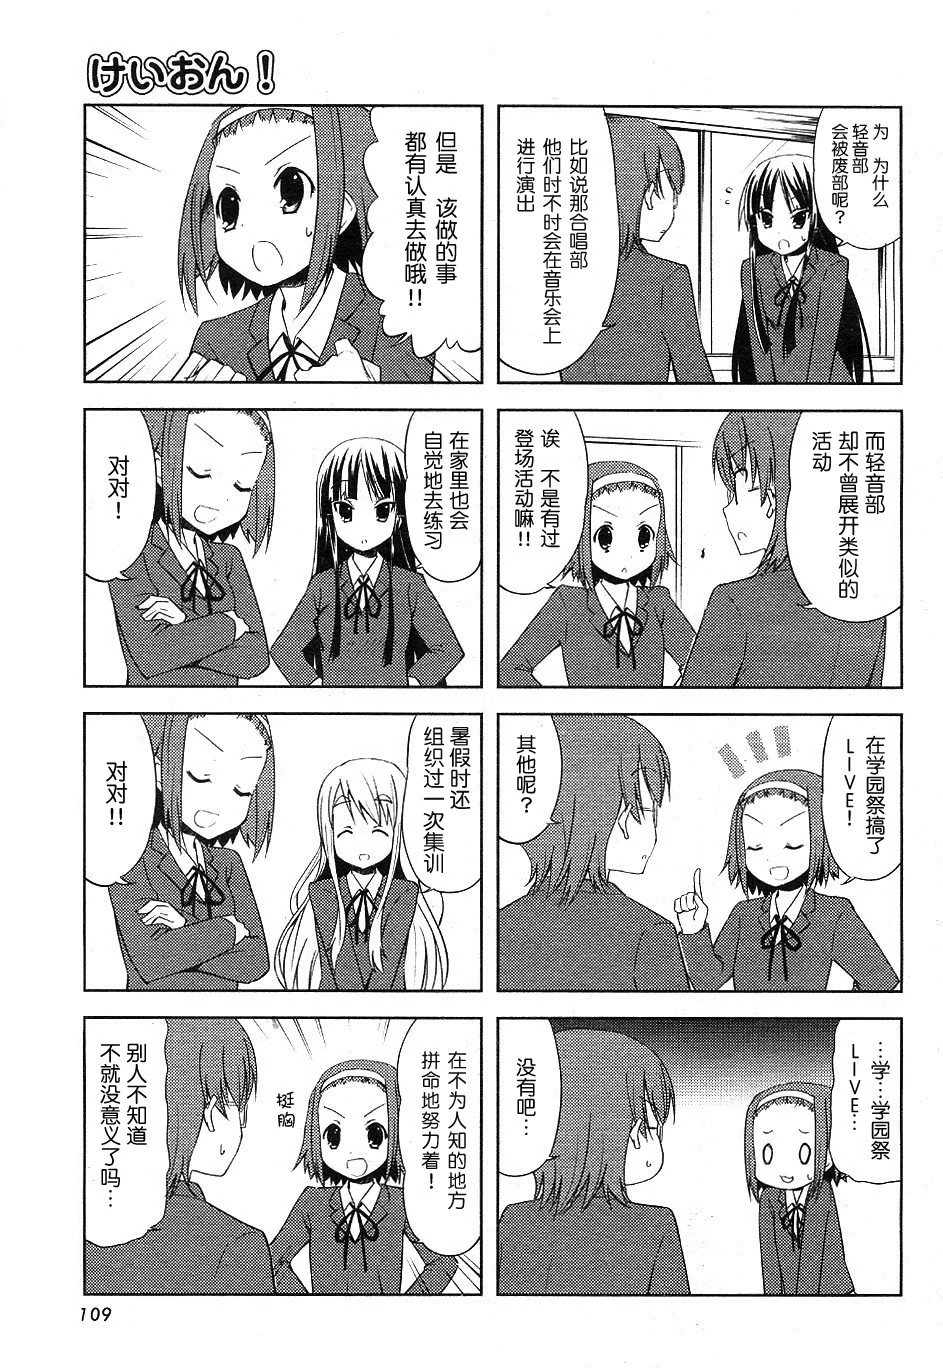 けいおん！
为　为什么
轻音部
会被废部呢？
比如说那合唱部
他们时不时会在音乐会上
进行演出
而轻音部
却不曾展开类似的
活动
诶　不是有过
登场活动嘛！！
在学园祭搞了
LIVE！
其他呢？
…学…学园祭
LIVE…
没有吧…
但是　该做的事
都有认真去做哦！！
在家里也会
自觉地去练习
对对！
暑假时还
组织过一次集训
对对！！
在不为人知的地方
拼命地努力着！
挺胸
别人不知道
不就没意义了吗…
109